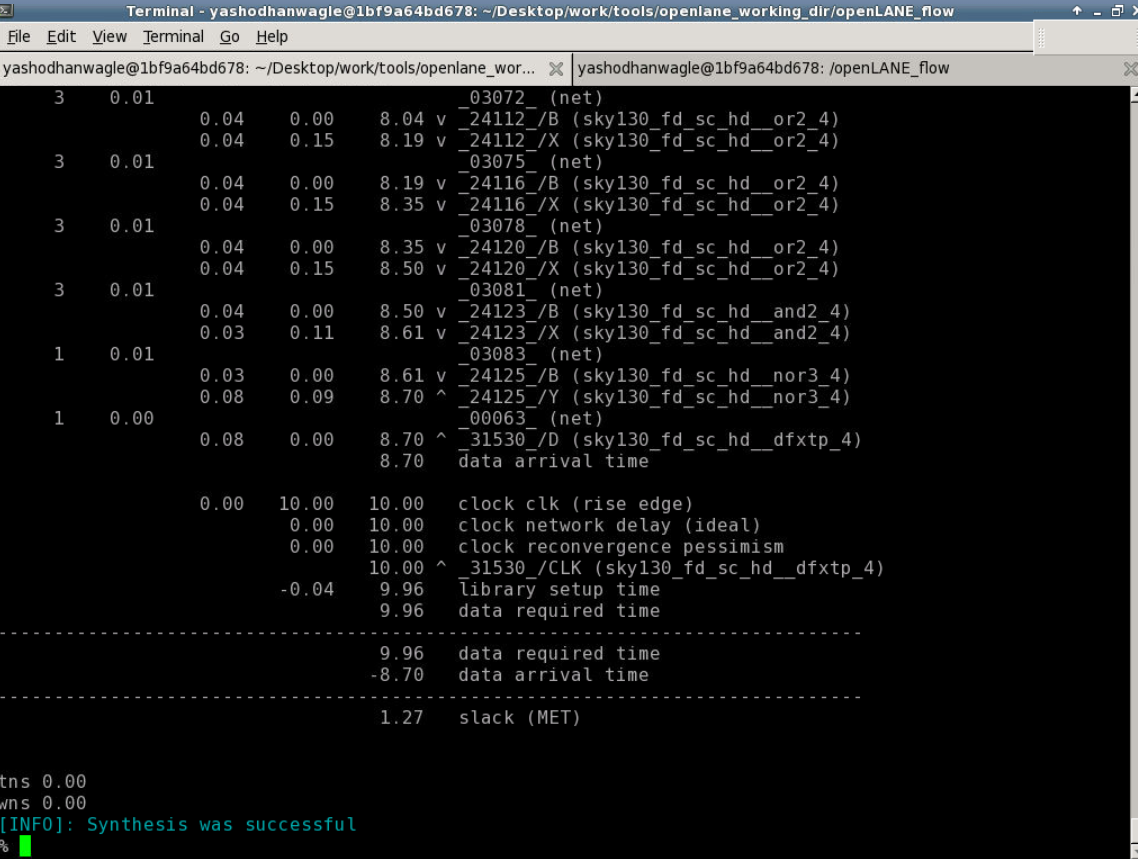 Terminal - yashodhanwagle@1bf9a64bd678: ~/Desktop/work/tools/openlane_working_dir/openLANE_flow
File Edit View Terminal Go Help
yashodhanwagle@1bf9a64bd678: ~/Desktop/work/tools/openlane_wor... yashodhanwagle@1bf9a64bd678: /openLANE_flow
3 0.01 _03072_ (net)
0.04 0.00 8.04 v _24112_/B (sky130_fd_sc_hd__or2_4)
0.04 0.15 8.19 v _24112_/X (sky130_fd_sc_hd__or2_4)
3 0.01 _03075_ (net)
0.04 0.00 8.19 v _24116_/B (sky130_fd_sc_hd__or2_4)
0.04 0.15 8.35 v _24116_/X (sky130_fd_sc_hd__or2_4)
3 0.01 _03078_ (net)
0.04 0.00 8.35 v _24120_/B (sky130_fd_sc_hd__or2_4)
0.04 0.15 8.50 v _24120_/X (sky130_fd_sc_hd__or2_4)
3 0.01 _03081_ (net)
0.04 0.00 8.50 v _24123_/B (sky130_fd_sc_hd__and2_4)
0.03 0.11 8.61 v _24123_/X (sky130_fd_sc_hd__and2_4)
1 0.01 _03083_ (net)
0.03 0.00 8.61 v _24125_/B (sky130_fd_sc_hd__nor3_4)
0.08 0.09 8.70 ^ _24125_/Y (sky130_fd_sc_hd__nor3_4)
1 0.00 _00063_ (net)
0.08 0.00 8.70 ^ _31530_/D (sky130_fd_sc_hd__dfxtp_4)
8.70 data arrival time
0.00 10.00 10.00 clock clk (rise edge)
0.00 10.00 clock network delay (ideal)
0.00 10.00 clock reconvergence pessimism
10.00 ^ _31530_/CLK (sky130_fd_sc_hd__dfxtp_4)
-0.04 9.96 library setup time
9.96 data required time
-----------------------------------------------------------------------------
9.96 data required time
-8.70 data arrival time
-----------------------------------------------------------------------------
1.27 slack (MET)
tns 0.00
wns 0.00
[INFO]: Synthesis was successful
%